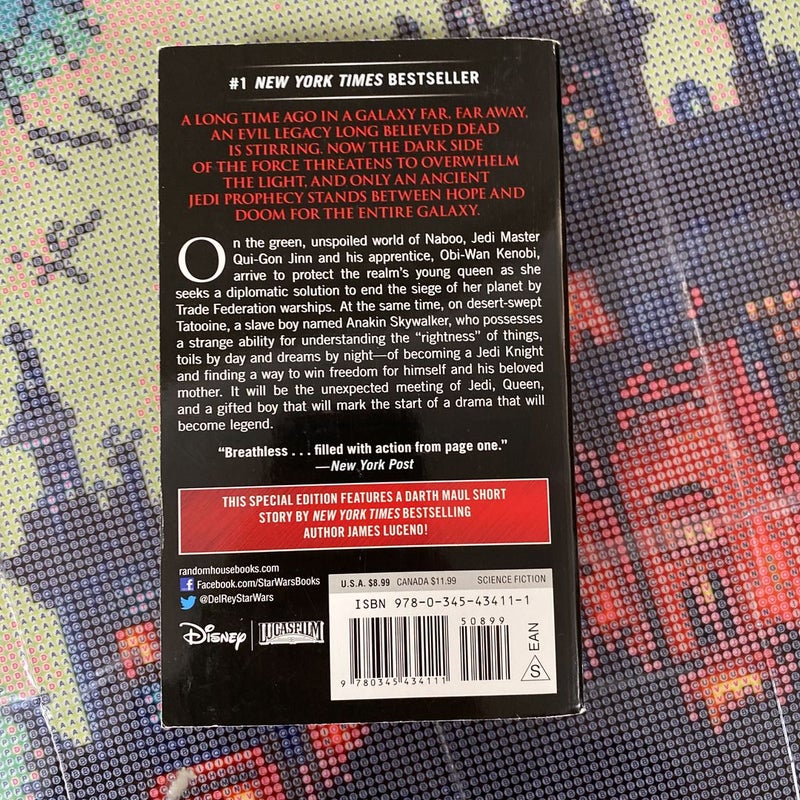 #1 NEW YORK TIMES BESTSELLER
A LONG TIME AGO IN A GALAXY FAR, FAR AWAY,
AN EVIL LEGACY LONG BELIEVED DEAD
IS STIRRING. NOW THE DARK SIDE
OF THE FORCE THREATENS TO OVERWHELM
THE LIGHT, AND ONLY AN ANCIENT
JEDI PROPHECY STANDS BETWEEN HOPE AND
DOOM FOR THE ENTIRE GALAXY.
On the green, unspoiled world of Naboo, Jedi Master
Qui-Gon Jinn and his apprentice, Obi-Wan Kenobi,
arrive to protect the realm's young queen as she
seeks a diplomatic solution to end the siege of her planet by
Trade Federation warships. At the same time, on desert-swept
Tatooine, a slave boy named Anakin Skywalker, who possesses
a strange ability for understanding the “rightness” of things,
toils by day and dreams by night—of becoming a Jedi Knight
and finding a way to win freedom for himself and his beloved
mother. It will be the unexpected meeting of Jedi, Queen,
and a gifted boy that will mark the start of a drama that will
become legend.
“Breathless . . . filled with action from page one.”
—New York Post
THIS SPECIAL EDITION FEATURES A DARTH MAUL SHORT
STORY BY NEW YORK TIMES BESTSELLING
AUTHOR JAMES LUCENO!
randomhousebooks.com
Facebook.com/StarWarsBooks
@DelReyStarWars
Disney LUCASFILM
U.S.A. $8.99 CANADA $11.99 SCIENCE FICTION
ISBN 978-0-345-43411-1
50899
9 780345 434111
S EAN